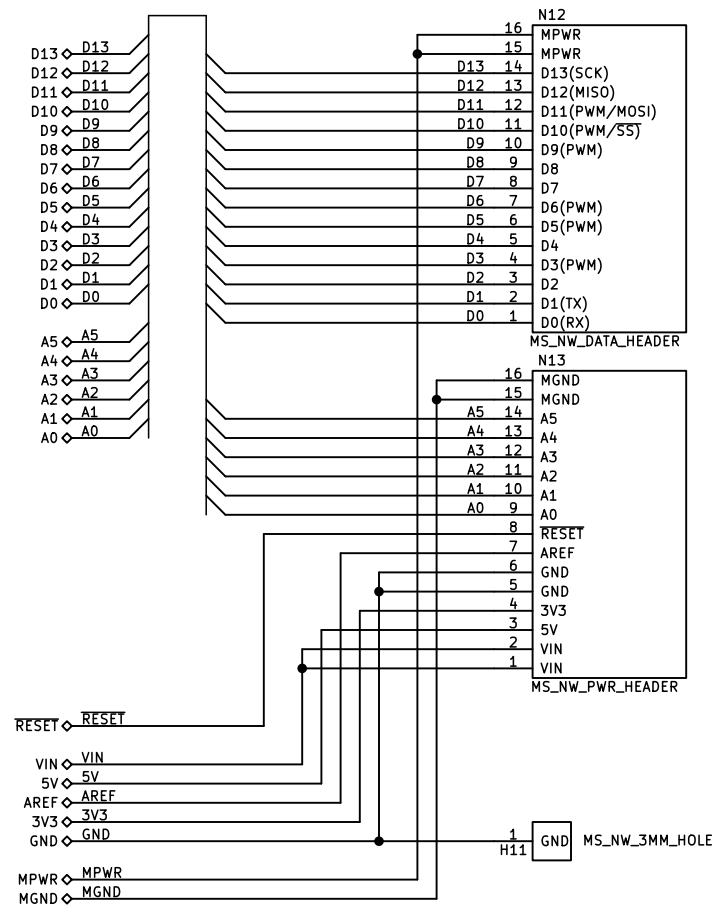 N12
16 MPWR
15 MPWR
D13 D13 D13 14 D13(SCK)
D12 D12 D12 13 D12(MISO)
D11 D11 D11 12 D11(PWM/MOSI)
D10 D10 D10 11 D10(PWM/SS)
D9 D9 D9 10 D9(PWM)
D8 D8 D8 9 D8
D7 D7 D7 8 D7
D6 D6 D6 7 D6(PWM)
D5 D5 D5 6 D5(PWM)
D4 D4 D4 5 D4
D3 D3 D3 4 D3(PWM)
D2 D2 D2 3 D2
D1 D1 D1 2 D1(TX)
D0 D0 D0 1 D0(RX)
MS_NW_DATA_HEADER
A5 A5
A4 A4
A3 A3
A2 A2
A1 A1
A0 A0
N13
16 MGND
15 MGND
A5 14 A5
A4 13 A4
A3 12 A3
A2 11 A2
A1 10 A1
A0 9 A0
8 RESET
7 AREF
6 GND
5 GND
4 3V3
3 5V
2 VIN
1 VIN
MS_NW_PWR_HEADER
RESET RESET
VIN VIN
5V 5V
AREF AREF
3V3 3V3
GND GND
1 GND MS_NW_3MM_HOLE
H11
MPWR MPWR
MGND MGND